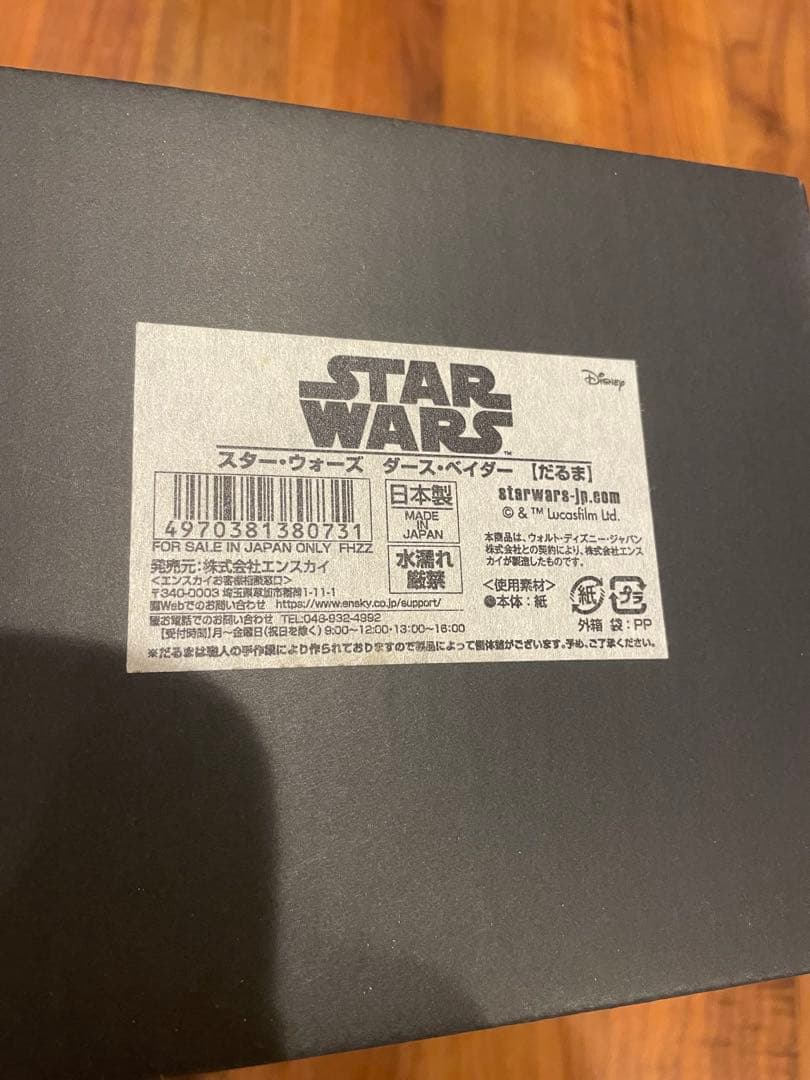 STAR
WARS
™
Disney
スター・ウォーズ ダース・ベイダー 【だるま】
4970381380731
FOR SALE IN JAPAN ONLY FHZZ
日本製
MADE
IN
JAPAN
水濡れ
厳禁
starwars-jp.com
© & ™ Lucasfilm Ltd.
本商品は、ウォルト・ディズニー・ジャパン
株式会社との契約により、株式会社エンス
カイが製造したものです。
発売元:株式会社エンスカイ
<エンスカイお客様相談窓口>
〒340-0003 埼玉県草加市稲荷1-11-1
Webでのお問い合わせ https://www.ensky.co.jp/support/
お電話でのお問い合わせ TEL:048-932-4992
【受付時間】月〜金曜日(祝日を除く) 9:00〜12:00・13:00〜16:00
<使用素材>
●本体:紙
紙
プラ
外箱 袋:PP
※だるまは職人の手作業により作られておりますので商品によって個体差がございます。予め、ご了承ください。